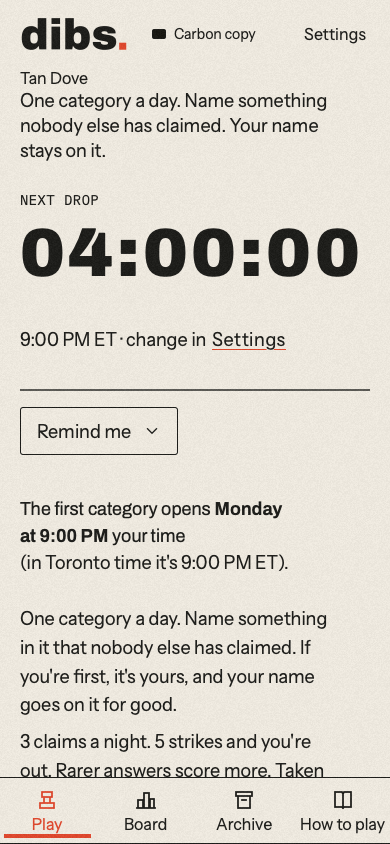 dibs.
Carbon copy
Settings
Tan Dove
One category a day. Name something
nobody else has claimed. Your name
stays on it.
NEXT DROP
04:00:00
9:00 PM ET · change in Settings
Remind me
The first category opens Monday
at 9:00 PM your time
(in Toronto time it's 9:00 PM ET).
One category a day. Name something
in it that nobody else has claimed. If
you're first, it's yours, and your name
goes on it for good.
3 claims a night. 5 strikes and you're
out. Rarer answers score more. Taken
Play
Board
Archive
How to play